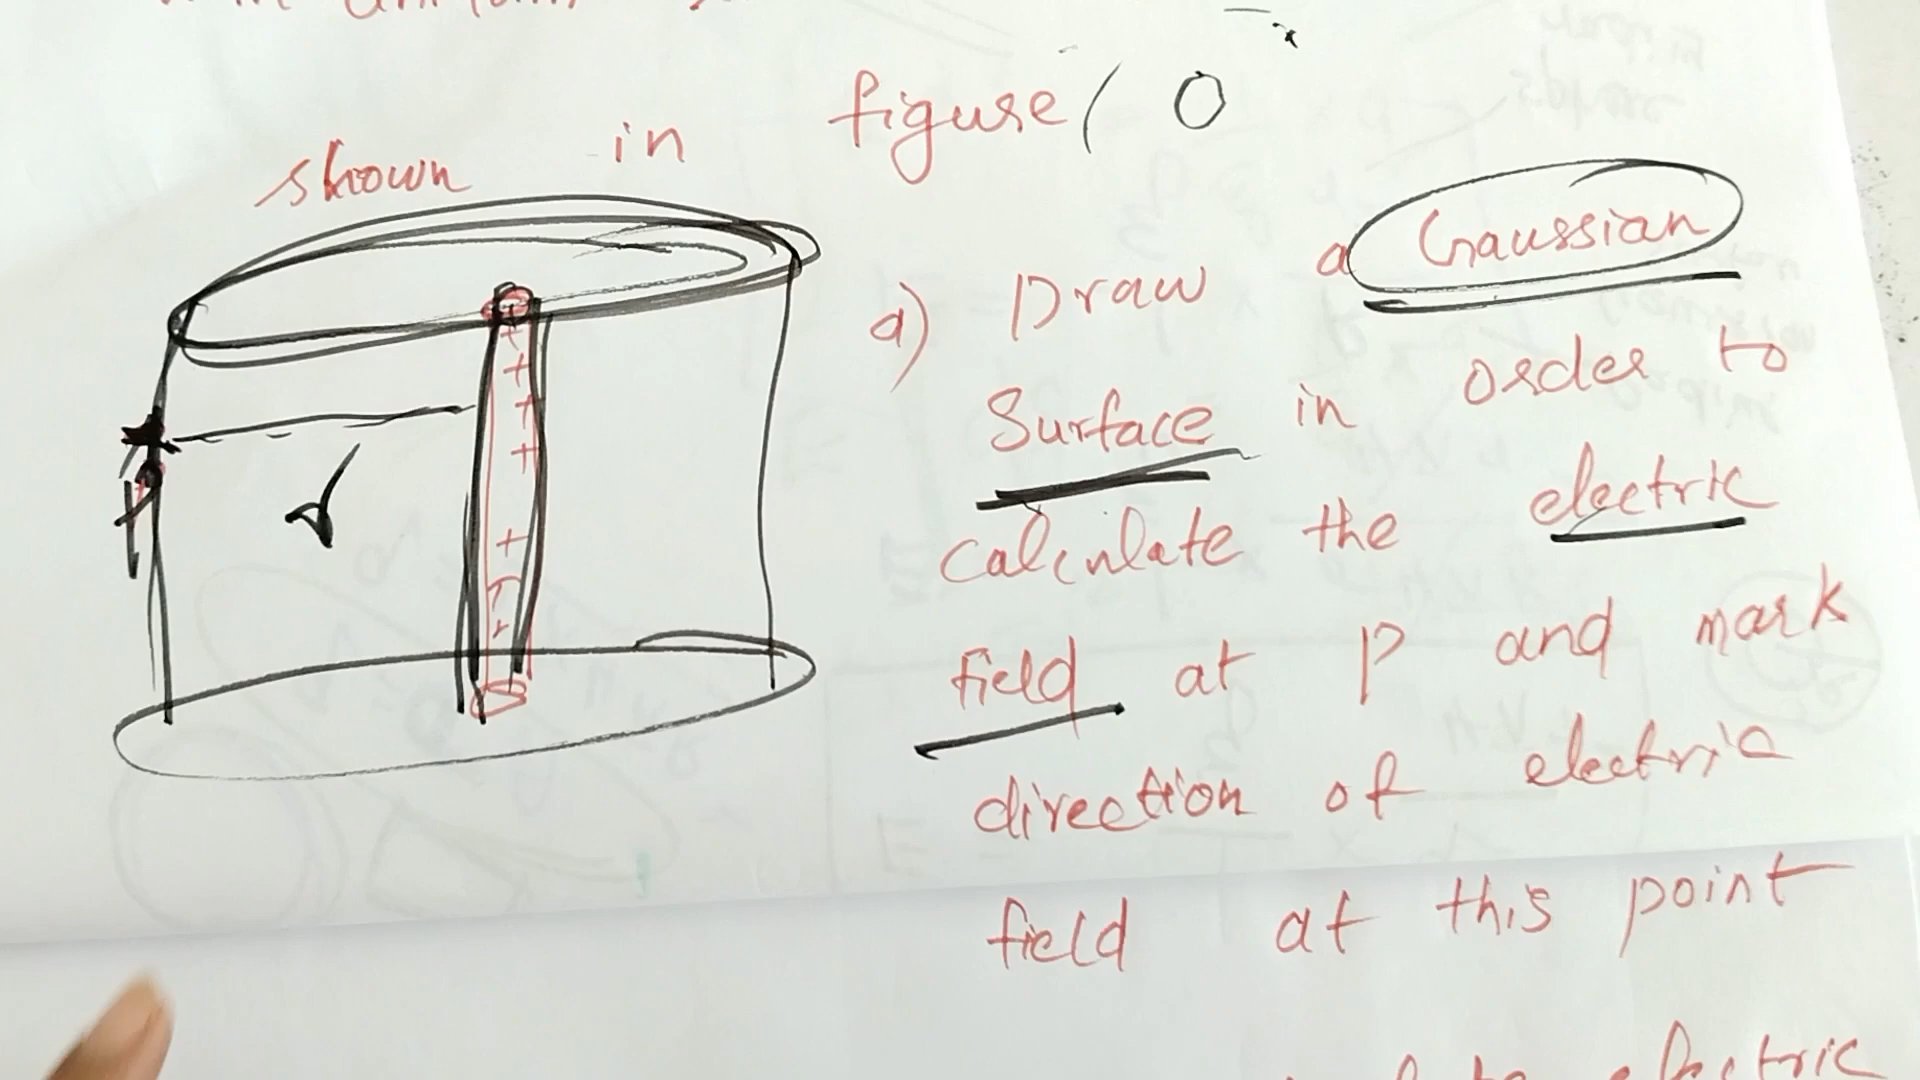 shown in figure ( 0
a) Draw a Gaussian
Surface in order to
calculate the electric
field at P and mark
direction of electric
field at this point
electric
+
+
+
+
+
r
P